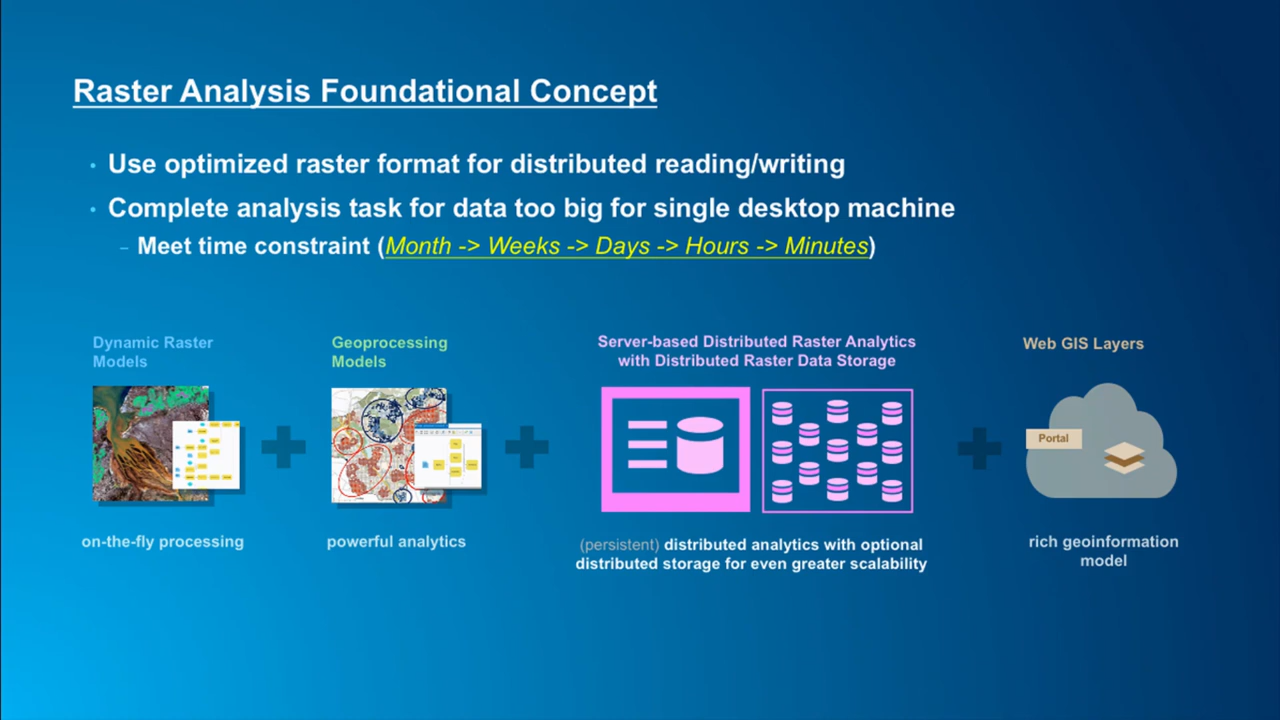 Raster Analysis Foundational Concept
• Use optimized raster format for distributed reading/writing
• Complete analysis task for data too big for single desktop machine
– Meet time constraint (Month -> Weeks -> Days -> Hours -> Minutes)
Dynamic Raster
Models
Geoprocessing
Models
Server-based Distributed Raster Analytics
with Distributed Raster Data Storage
Web GIS Layers
Portal
on-the-fly processing
powerful analytics
(persistent) distributed analytics with optional
distributed storage for even greater scalability
rich geoinformation
model